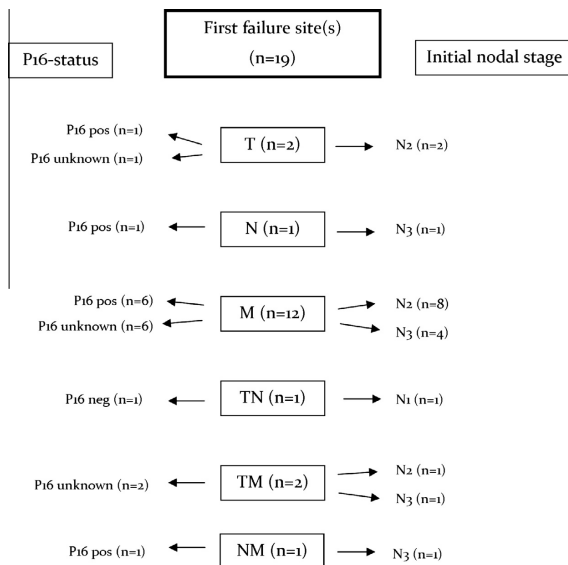 First failure site(s)
(n=19)
P16-status
Initial nodal stage
P16 pos (n=1)
P16 unknown (n=1)
T (n=2)
N2 (n=2)
P16 pos (n=1)
N (n=1)
N3 (n=1)
P16 pos (n=6)
P16 unknown (n=6)
M (n=12)
N2 (n=8)
N3 (n=4)
P16 neg (n=1)
TN (n=1)
N1 (n=1)
P16 unknown (n=2)
TM (n=2)
N2 (n=1)
N3 (n=1)
P16 pos (n=1)
NM (n=1)
N3 (n=1)